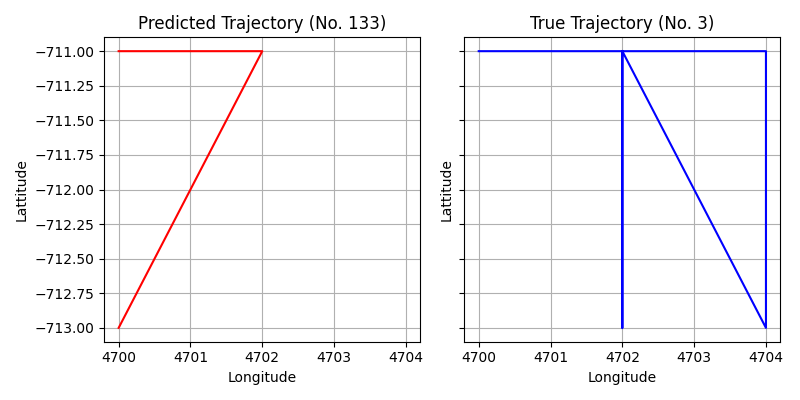 Predicted Trajectory (No. 133)
True Trajectory (No. 3)
−711.00
−711.25
−711.50
−711.75
−712.00
−712.25
−712.50
−712.75
−713.00
Lattitude
Lattitude
4700 4701 4702 4703 4704
4700 4701 4702 4703 4704
Longitude
Longitude